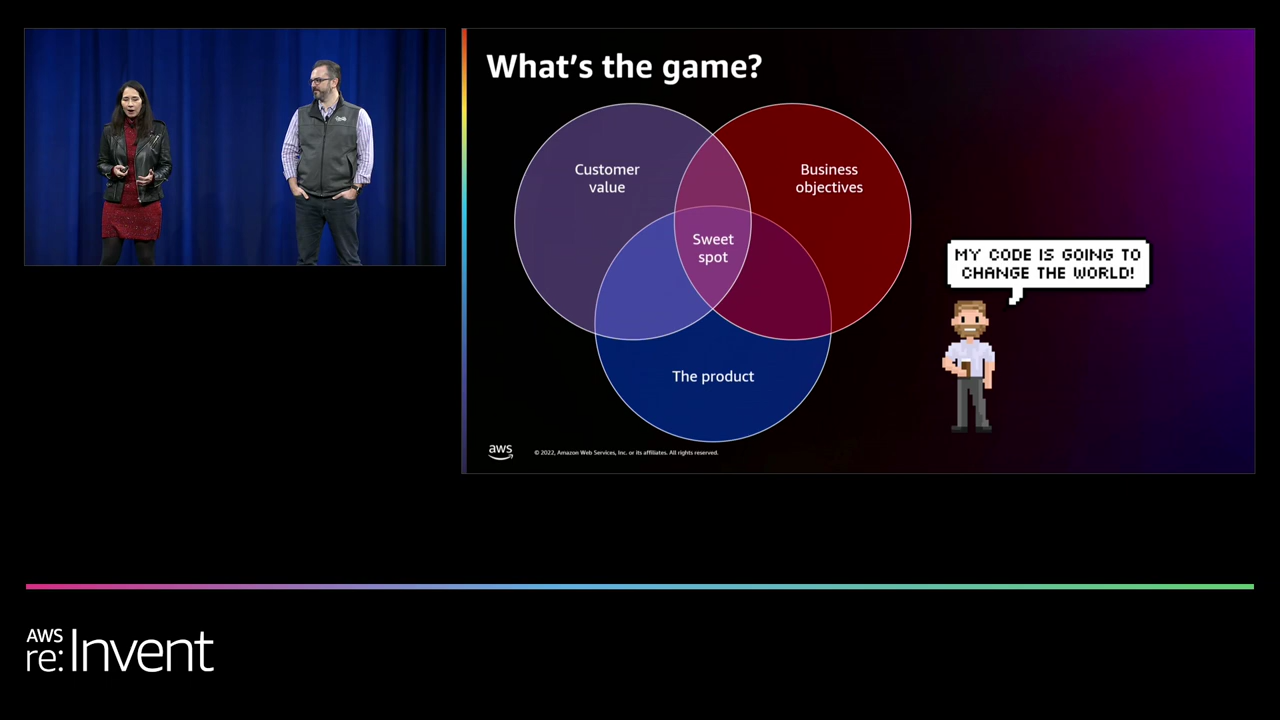 What's the game?
Customer
value
Business
objectives
Sweet
spot
The product
MY CODE IS GOING TO
CHANGE THE WORLD!
aws
© 2022, Amazon Web Services, Inc. or its affiliates. All rights reserved.
AWS
re:Invent